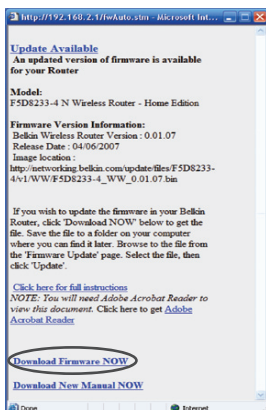 http://192.168.2.1/fwAuto.stm - Microsoft Int...
Update Available
An updated version of firmware is available
for your Router
Model:
F5D8233-4 N Wireless Router - Home Edition
Firmware Version Information:
Belkin Wireless Router Version : 0.01.07
Release Date : 04/06/2007
Image location :
http://networking.belkin.com/update/files/F5D8233-
4/v1/WW/F5D8233-4_WW_0.01.07.bin
If you wish to update the firmware in your Belkin
Router, click 'Download NOW' below to get the
file. Save the file to a folder on your computer
where you can find it later. Browse to the file from
the 'Firmware Update' page. Select the file, then
click 'Update'.
Click here for full instructions
NOTE: You will need Adobe Acrobat Reader to
view this document. Click here to get Adobe
Acrobat Reader
Download Firmware NOW
Download New Manual NOW
Done Internet